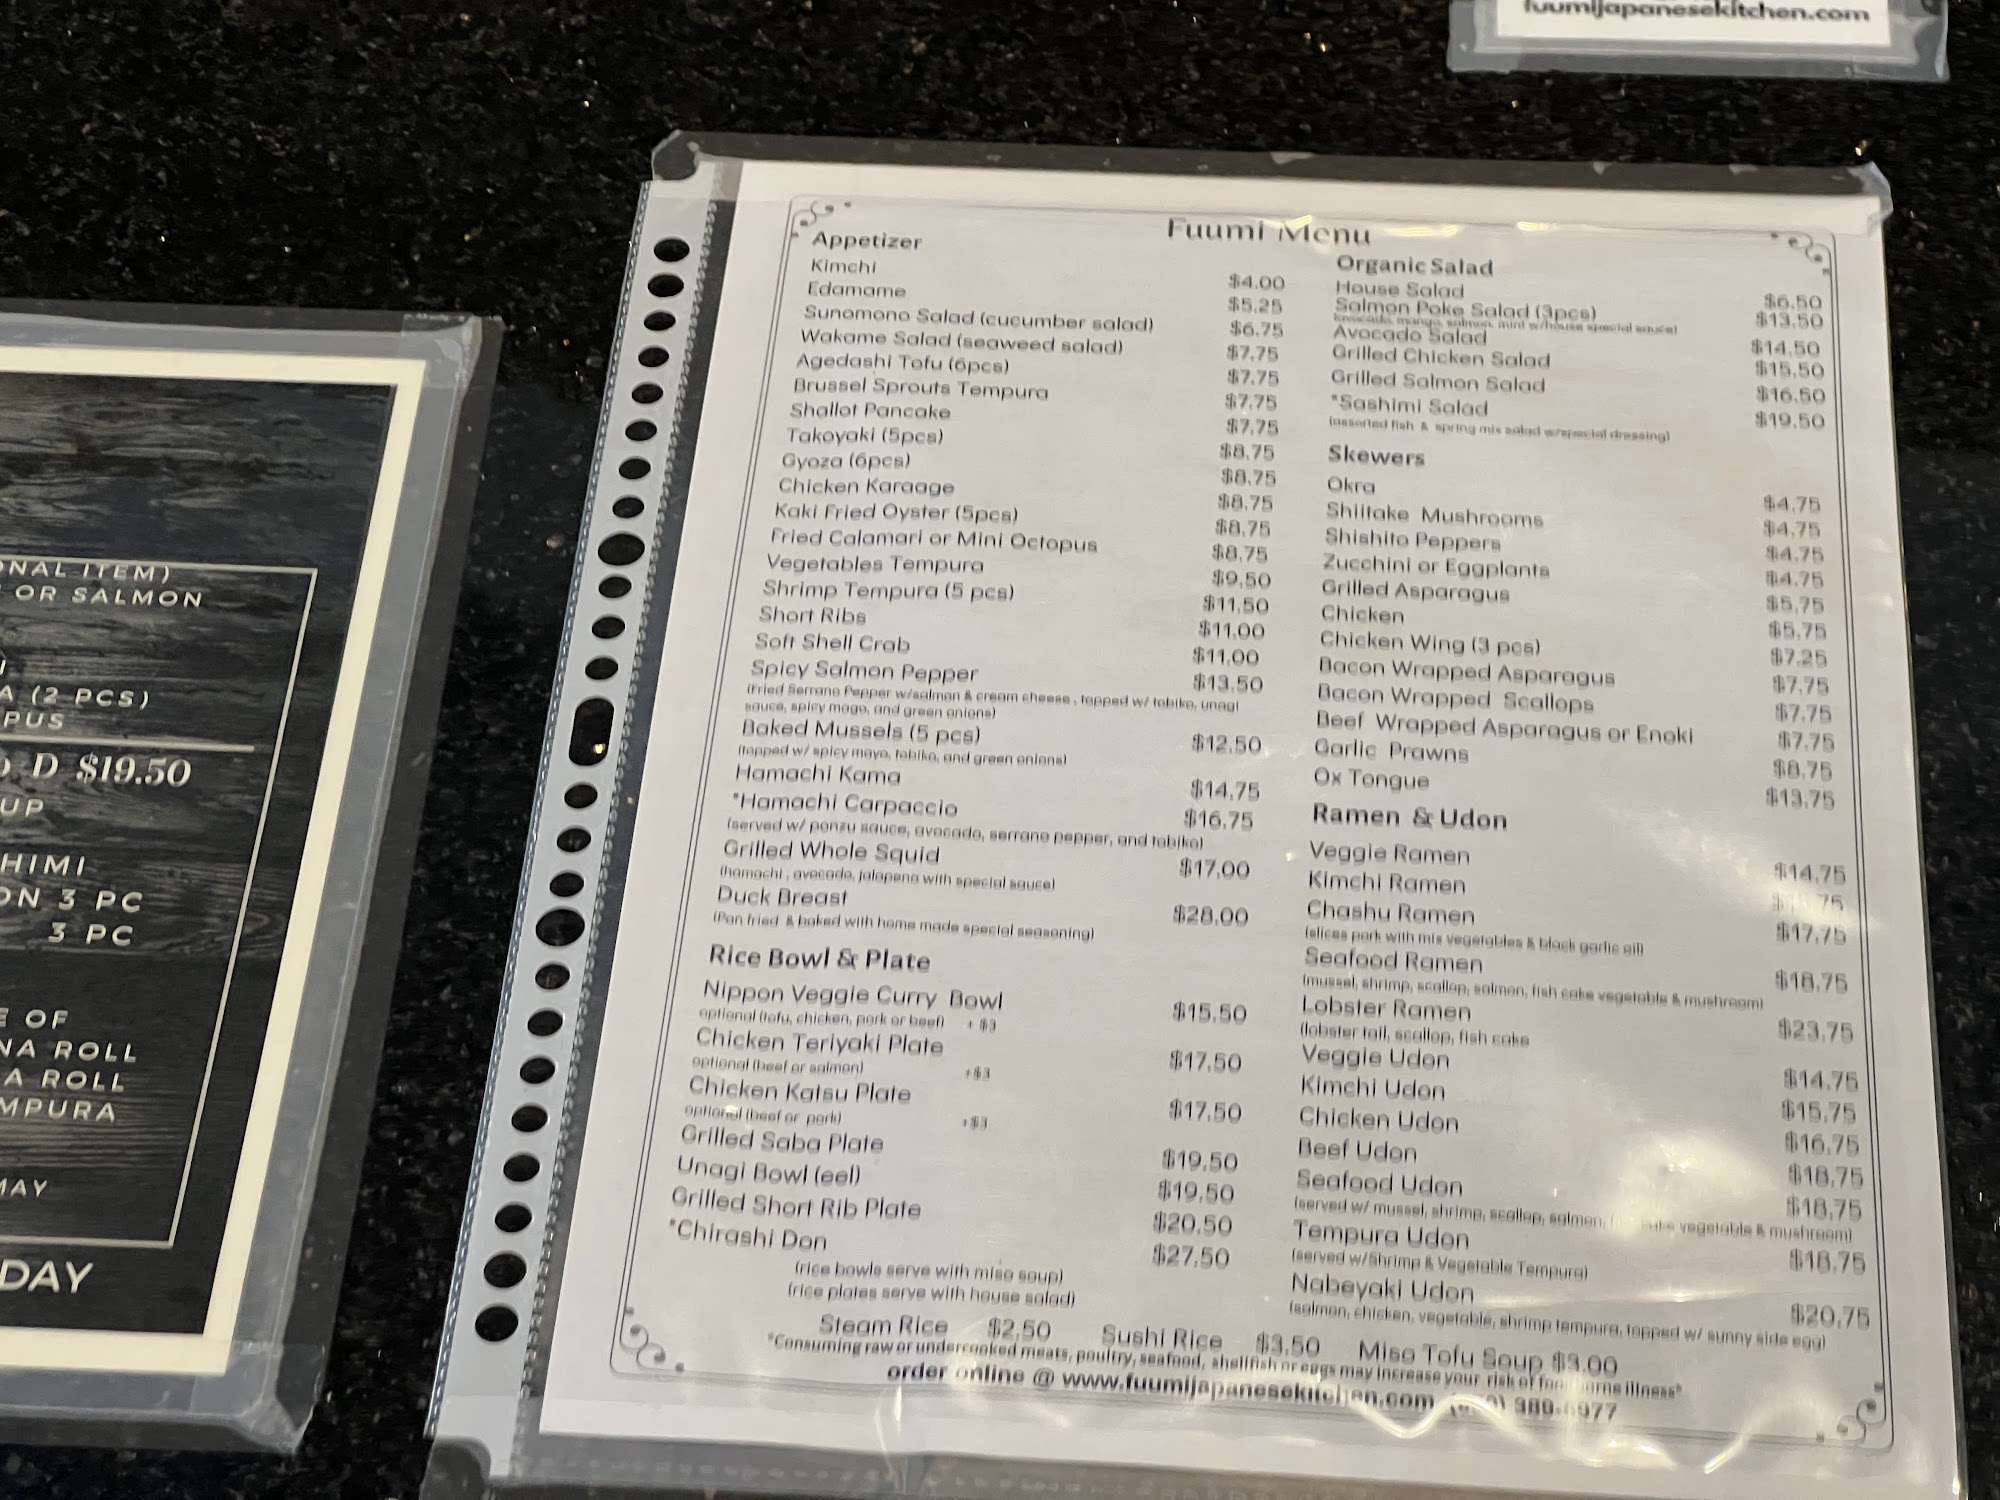 fuumijapanesekitchen.com
Fuumi Menu
Appetizer
Kimchi $4.00
Edamame $5.25
Sunomono Salad (cucumber salad) $6.75
Wakame Salad (seaweed salad) $7.75
Agedashi Tofu (6pcs) $7.75
Brussel Sprouts Tempura $7.75
Shallot Pancake $7.75
Takoyaki (5pcs) $8.75
Gyoza (6pcs) $8.75
Chicken Karaage $8.75
Kaki Fried Oyster (5pcs) $8.75
Fried Calamari or Mini Octopus $8.75
Vegetables Tempura $9.50
Shrimp Tempura (5 pcs) $11.50
Short Ribs $11.00
Soft Shell Crab $11.00
Spicy Salmon Pepper $13.50
(Fried Serrano Pepper w/salmon & cream cheese, topped w/ tobiko, unagi
sauce, spicy mayo, and green onions)
Baked Mussels (5 pcs) $12.50
(topped w/ spicy mayo, tobiko, and green onions)
Hamachi Kama $14.75
*Hamachi Carpaccio $16.75
(served w/ ponzu sauce, avocado, serrano pepper, and tobiko)
Grilled Whole Squid $17.00
(hamachi, avocado, jalapeno with special sauce)
Duck Breast $28.00
(Pan fried & baked with home made special seasoning)
Rice Bowl & Plate
Nippon Veggie Curry Bowl $15.50
optional (tofu, chicken, pork or beef) + $3
Chicken Teriyaki Plate $17.50
optional (beef or salmon) +$3
Chicken Katsu Plate $17.50
optional (beef or pork) +$3
Grilled Saba Plate $19.50
Unagi Bowl (eel) $19.50
Grilled Short Rib Plate $20.50
*Chirashi Don $27.50
(rice bowls serve with miso soup)
(rice plates serve with house salad)
Organic Salad
House Salad $6.50
Salmon Poke Salad (3pcs) $13.50
(avocado, mango, salmon, mint w/house special sauce)
Avocado Salad $14.50
Grilled Chicken Salad $15.50
Grilled Salmon Salad $16.50
*Sashimi Salad $19.50
(assorted fish & spring mix salad w/special dressing)
Skewers
Okra $4.75
Shiitake Mushrooms $4.75
Shishito Peppers $4.75
Zucchini or Eggplants $4.75
Grilled Asparagus $5.75
Chicken $5.75
Chicken Wing (3 pcs) $7.25
Bacon Wrapped Asparagus $7.75
Bacon Wrapped Scallops $7.75
Beef Wrapped Asparagus or Enoki $7.75
Garlic Prawns $8.75
Ox Tongue $13.75
Ramen & Udon
Veggie Ramen $14.75
Kimchi Ramen
Chashu Ramen $17.75
(slices pork with mix vegetables & black garlic oil)
Seafood Ramen $18.75
(mussel, shrimp, scallop, salmon, fish cake vegetable & mushroom)
Lobster Ramen $23.75
(lobster tail, scallop, fish cake
Veggie Udon $14.75
Kimchi Udon $15.75
Chicken Udon $16.75
Beef Udon $18.75
Seafood Udon $18.75
(served w/ mussel, shrimp, scallop, salmon, cake vegetable & mushroom)
Tempura Udon $18.75
(served w/Shrimp & Vegetable Tempura)
Nabeyaki Udon $20.75
(salmon, chicken, vegetable, shrimp tempura, topped w/ sunny side egg)
Steam Rice $2.50 Sushi Rice $3.50 Miso Tofu Soup $3.00
*Consuming raw or undercooked meats, poultry, seafood, shellfish or eggs may increase your risk of illness*
order online @ www.fuumijapanesekitchen.com
ONAL ITEM)
OR SALMON
A (2 PCS)
PUS
D $19.50
UP
HIMI
ON 3 PC
3 PC
E OF
NA ROLL
A ROLL
MPURA
MAY
DAY